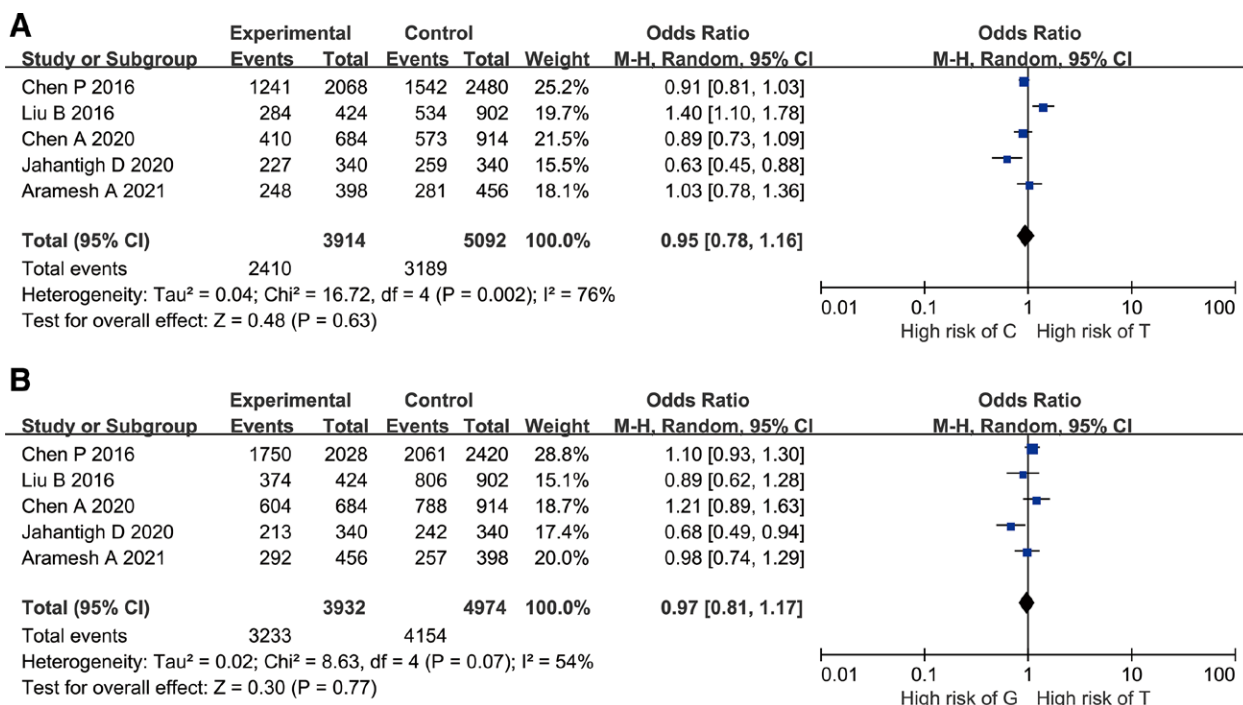 A
Experimental Control Odds Ratio Odds Ratio
Study or Subgroup Events Total Events Total Weight M-H, Random, 95% CI M-H, Random, 95% CI
Chen P 2016 1241 2068 1542 2480 25.2% 0.91 [0.81, 1.03]
Liu B 2016 284 424 534 902 19.7% 1.40 [1.10, 1.78]
Chen A 2020 410 684 573 914 21.5% 0.89 [0.73, 1.09]
Jahantigh D 2020 227 340 259 340 15.5% 0.63 [0.45, 0.88]
Aramesh A 2021 248 398 281 456 18.1% 1.03 [0.78, 1.36]
Total (95% CI) 3914 5092 100.0% 0.95 [0.78, 1.16]
Total events 2410 3189
Heterogeneity: Tau² = 0.04; Chi² = 16.72, df = 4 (P = 0.002); I² = 76%
Test for overall effect: Z = 0.48 (P = 0.63)
0.01 0.1 1 10 100
High risk of C High risk of T
B
Experimental Control Odds Ratio Odds Ratio
Study or Subgroup Events Total Events Total Weight M-H, Random, 95% CI M-H, Random, 95% CI
Chen P 2016 1750 2028 2061 2420 28.8% 1.10 [0.93, 1.30]
Liu B 2016 374 424 806 902 15.1% 0.89 [0.62, 1.28]
Chen A 2020 604 684 788 914 18.7% 1.21 [0.89, 1.63]
Jahantigh D 2020 213 340 242 340 17.4% 0.68 [0.49, 0.94]
Aramesh A 2021 292 456 257 398 20.0% 0.98 [0.74, 1.29]
Total (95% CI) 3932 4974 100.0% 0.97 [0.81, 1.17]
Total events 3233 4154
Heterogeneity: Tau² = 0.02; Chi² = 8.63, df = 4 (P = 0.07); I² = 54%
Test for overall effect: Z = 0.30 (P = 0.77)
0.01 0.1 1 10 100
High risk of G High risk of T